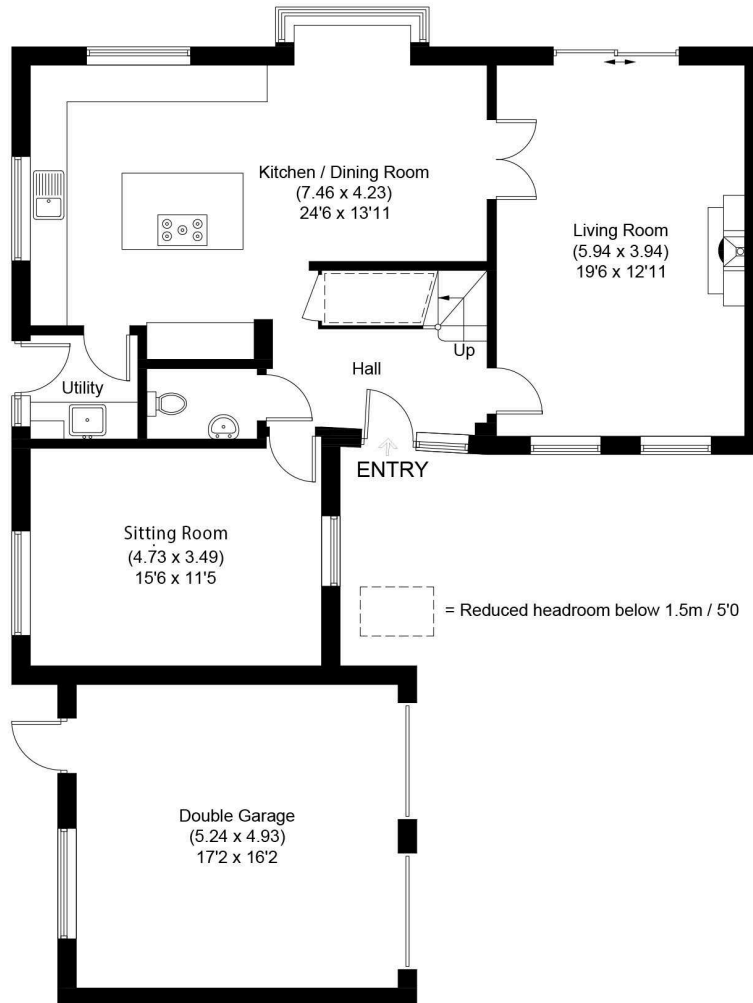 Kitchen / Dining Room
(7.46 x 4.23)
24'6 x 13'11
Living Room
(5.94 x 3.94)
19'6 x 12'11
Up
Hall
Utility
ENTRY
Sitting Room
(4.73 x 3.49)
15'6 x 11'5
= Reduced headroom below 1.5m / 5'0
Double Garage
(5.24 x 4.93)
17'2 x 16'2